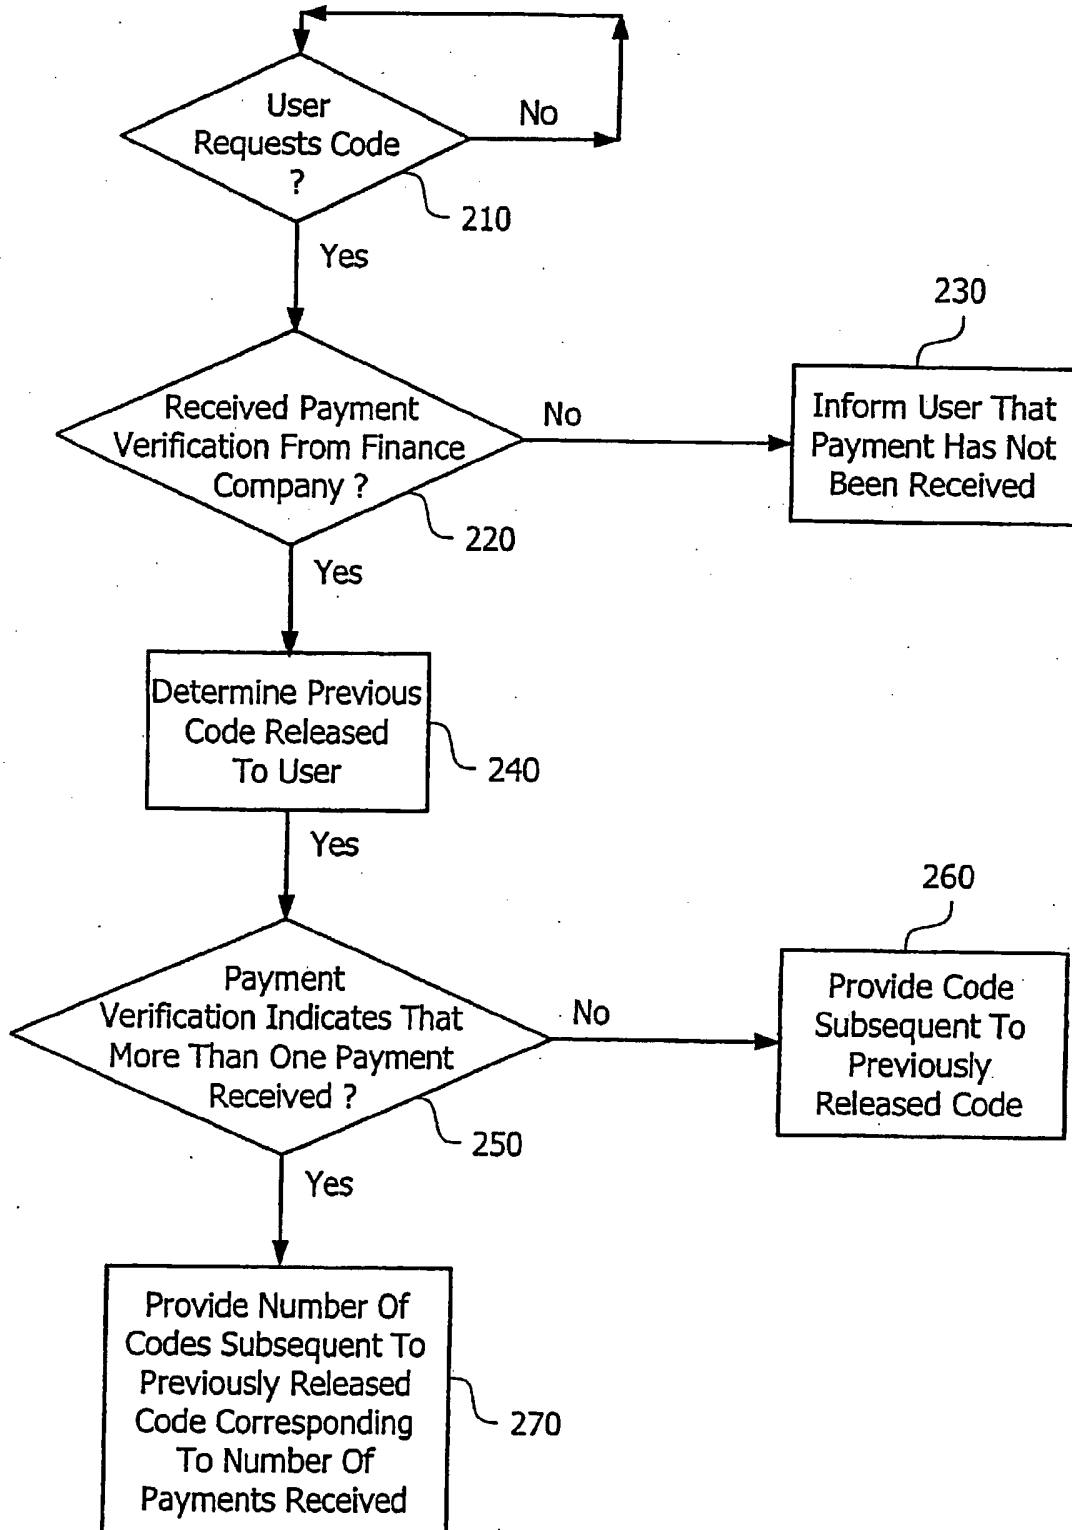 User
Requests Code
?
No
210
Yes
230
Received Payment
Verification From Finance
Company ?
No
Inform User That
Payment Has Not
Been Received
220
Yes
Determine Previous
Code Released
To User
240
Yes
260
Payment
Verification Indicates That
More Than One Payment
Received ?
No
Provide Code
Subsequent To
Previously
Released Code
250
Yes
Provide Number Of
Codes Subsequent To
Previously Released
Code Corresponding
To Number Of
Payments Received
270